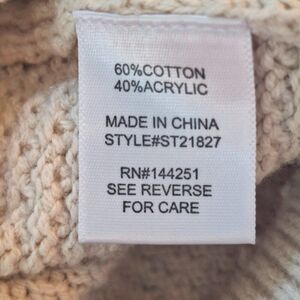 60%COTTON
40%ACRYLIC
MADE IN CHINA
STYLE#ST21827
RN#144251
SEE REVERSE
FOR CARE